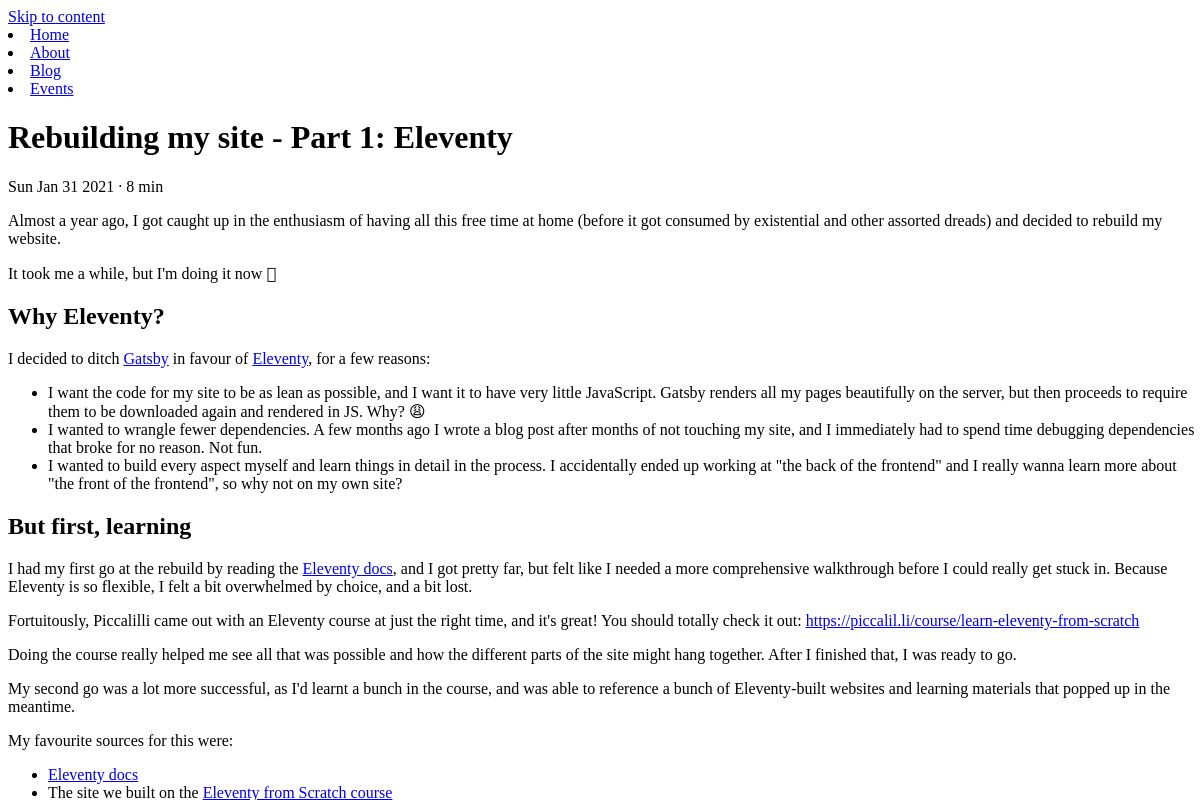 Skip to content
Home
About
Blog
Events
Rebuilding my site - Part 1: Eleventy
Sun Jan 31 2021 · 8 min
Almost a year ago, I got caught up in the enthusiasm of having all this free time at home (before it got consumed by existential and other assorted dreads) and decided to rebuild my
website.
It took me a while, but I'm doing it now
Why Eleventy?
I decided to ditch Gatsby in favour of Eleventy, for a few reasons:
I want the code for my site to be as lean as possible, and I want it to have very little JavaScript. Gatsby renders all my pages beautifully on the server, but then proceeds to require
them to be downloaded again and rendered in JS. Why? 😩
I wanted to wrangle fewer dependencies. A few months ago I wrote a blog post after months of not touching my site, and I immediately had to spend time debugging dependencies
that broke for no reason. Not fun.
I wanted to build every aspect myself and learn things in detail in the process. I accidentally ended up working at "the back of the frontend" and I really wanna learn more about
"the front of the frontend", so why not on my own site?
But first, learning
I had my first go at the rebuild by reading the Eleventy docs, and I got pretty far, but felt like I needed a more comprehensive walkthrough before I could really get stuck in. Because
Eleventy is so flexible, I felt a bit overwhelmed by choice, and a bit lost.
Fortuitously, Piccalilli came out with an Eleventy course at just the right time, and it's great! You should totally check it out: https://piccalil.li/course/learn-eleventy-from-scratch
Doing the course really helped me see all that was possible and how the different parts of the site might hang together. After I finished that, I was ready to go.
My second go was a lot more successful, as I'd learnt a bunch in the course, and was able to reference a bunch of Eleventy-built websites and learning materials that popped up in the
meantime.
My favourite sources for this were:
Eleventy docs
The site we built on the Eleventy from Scratch course